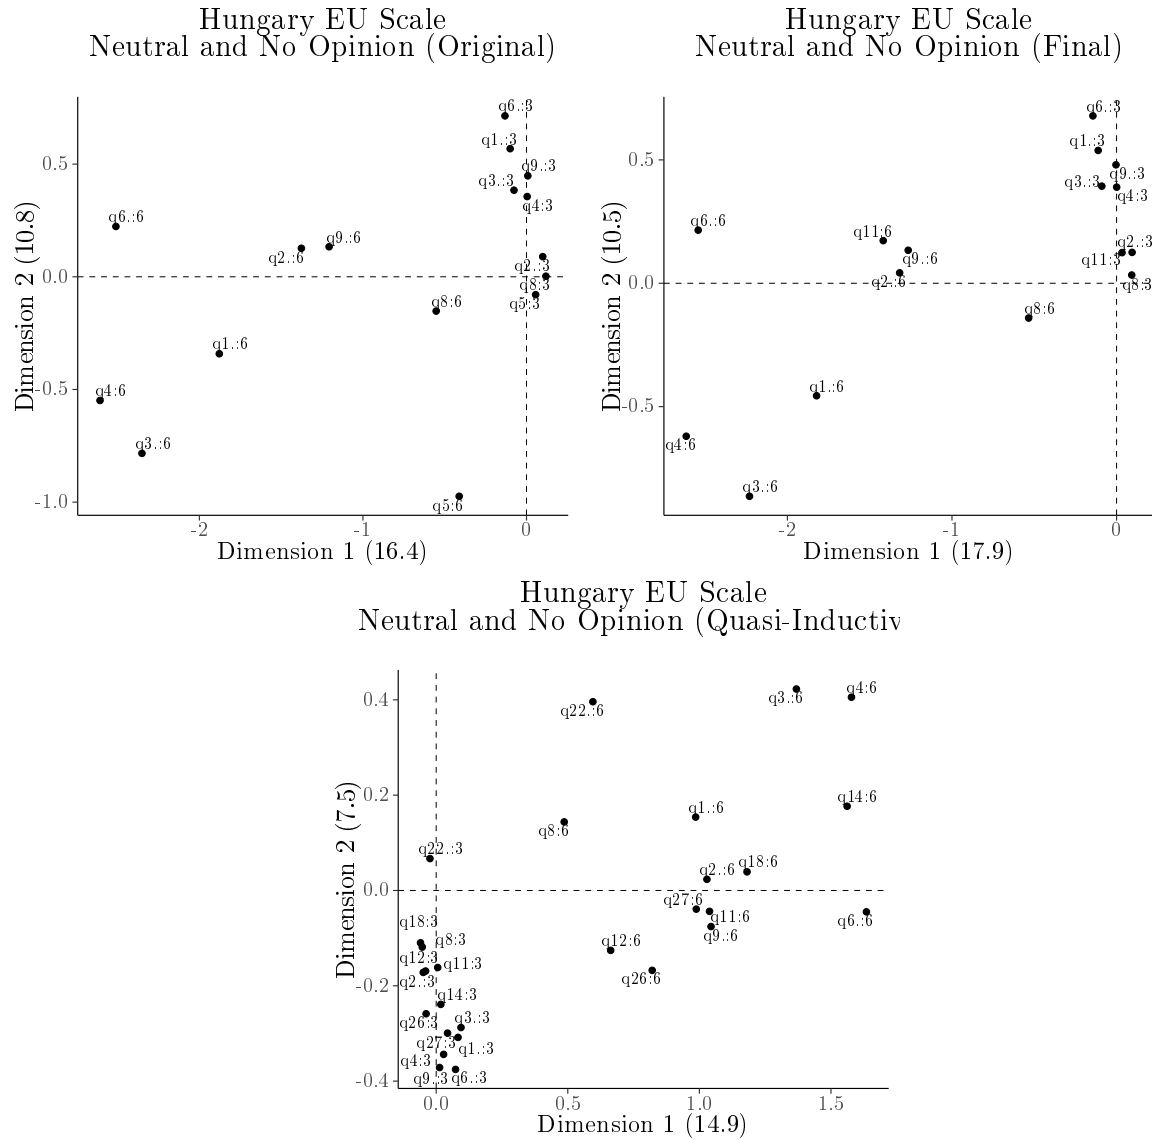 Hungary EU Scale
Neutral and No Opinion (Original)
Dimension 2 (10.8)
0.5
0.0
-0.5
-1.0
q6.:3
q1.:3
q9.:3
q3.:3
q4:3
q6.:6
q9.:6
q2.:6
q2.:3
q8:3
q5:3
q8:6
q1.:6
q4:6
q3.:6
q5:6
-2
-1
0
Dimension 1 (16.4)
Hungary EU Scale
Neutral and No Opinion (Final)
Dimension 2 (10.5)
0.5
0.0
-0.5
q6.:3
q1.:3
q9.:3
q3.:3
q4:3
q6.:6
q11:6
q9.:6
q2.:6
q2.:3
q11:3
q8:3
q8:6
q1.:6
q4:6
q3.:6
-2
-1
0
Dimension 1 (17.9)
Hungary EU Scale
Neutral and No Opinion (Quasi-Inductiv
Dimension 2 (7.5)
0.4
0.2
0.0
-0.2
-0.4
q4:6
q3.:6
q22.:6
q14:6
q1.:6
q8:6
q22.:3
q18:6
q2.:6
q27:6
q11:6
q6.:6
q9.:6
q18:3
q8:3
q12:6
q12:3
q11:3
q26:6
q2.:3
q14:3
q26:3
q3.:3
q27:3
q1.:3
q4:3
q9.:3
q6.:3
0.0
0.5
1.0
1.5
Dimension 1 (14.9)